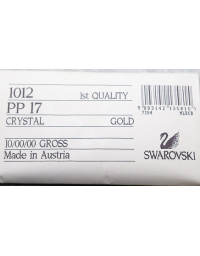 1012 1st QUALITY
PP 17
CRYSTAL GOLD
10/00/00 GROSS
Made in Austria
SWAROVSKI